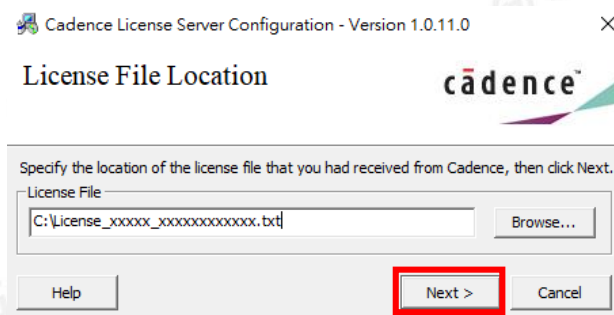 Cadence License Server Configuration - Version 1.0.11.0
License File Location
cādence™
Specify the location of the license file that you had received from Cadence, then click Next.
License File
C:\License_xxxxx_xxxxxxxxxxxx.txt
Browse...
Help
Next >
Cancel